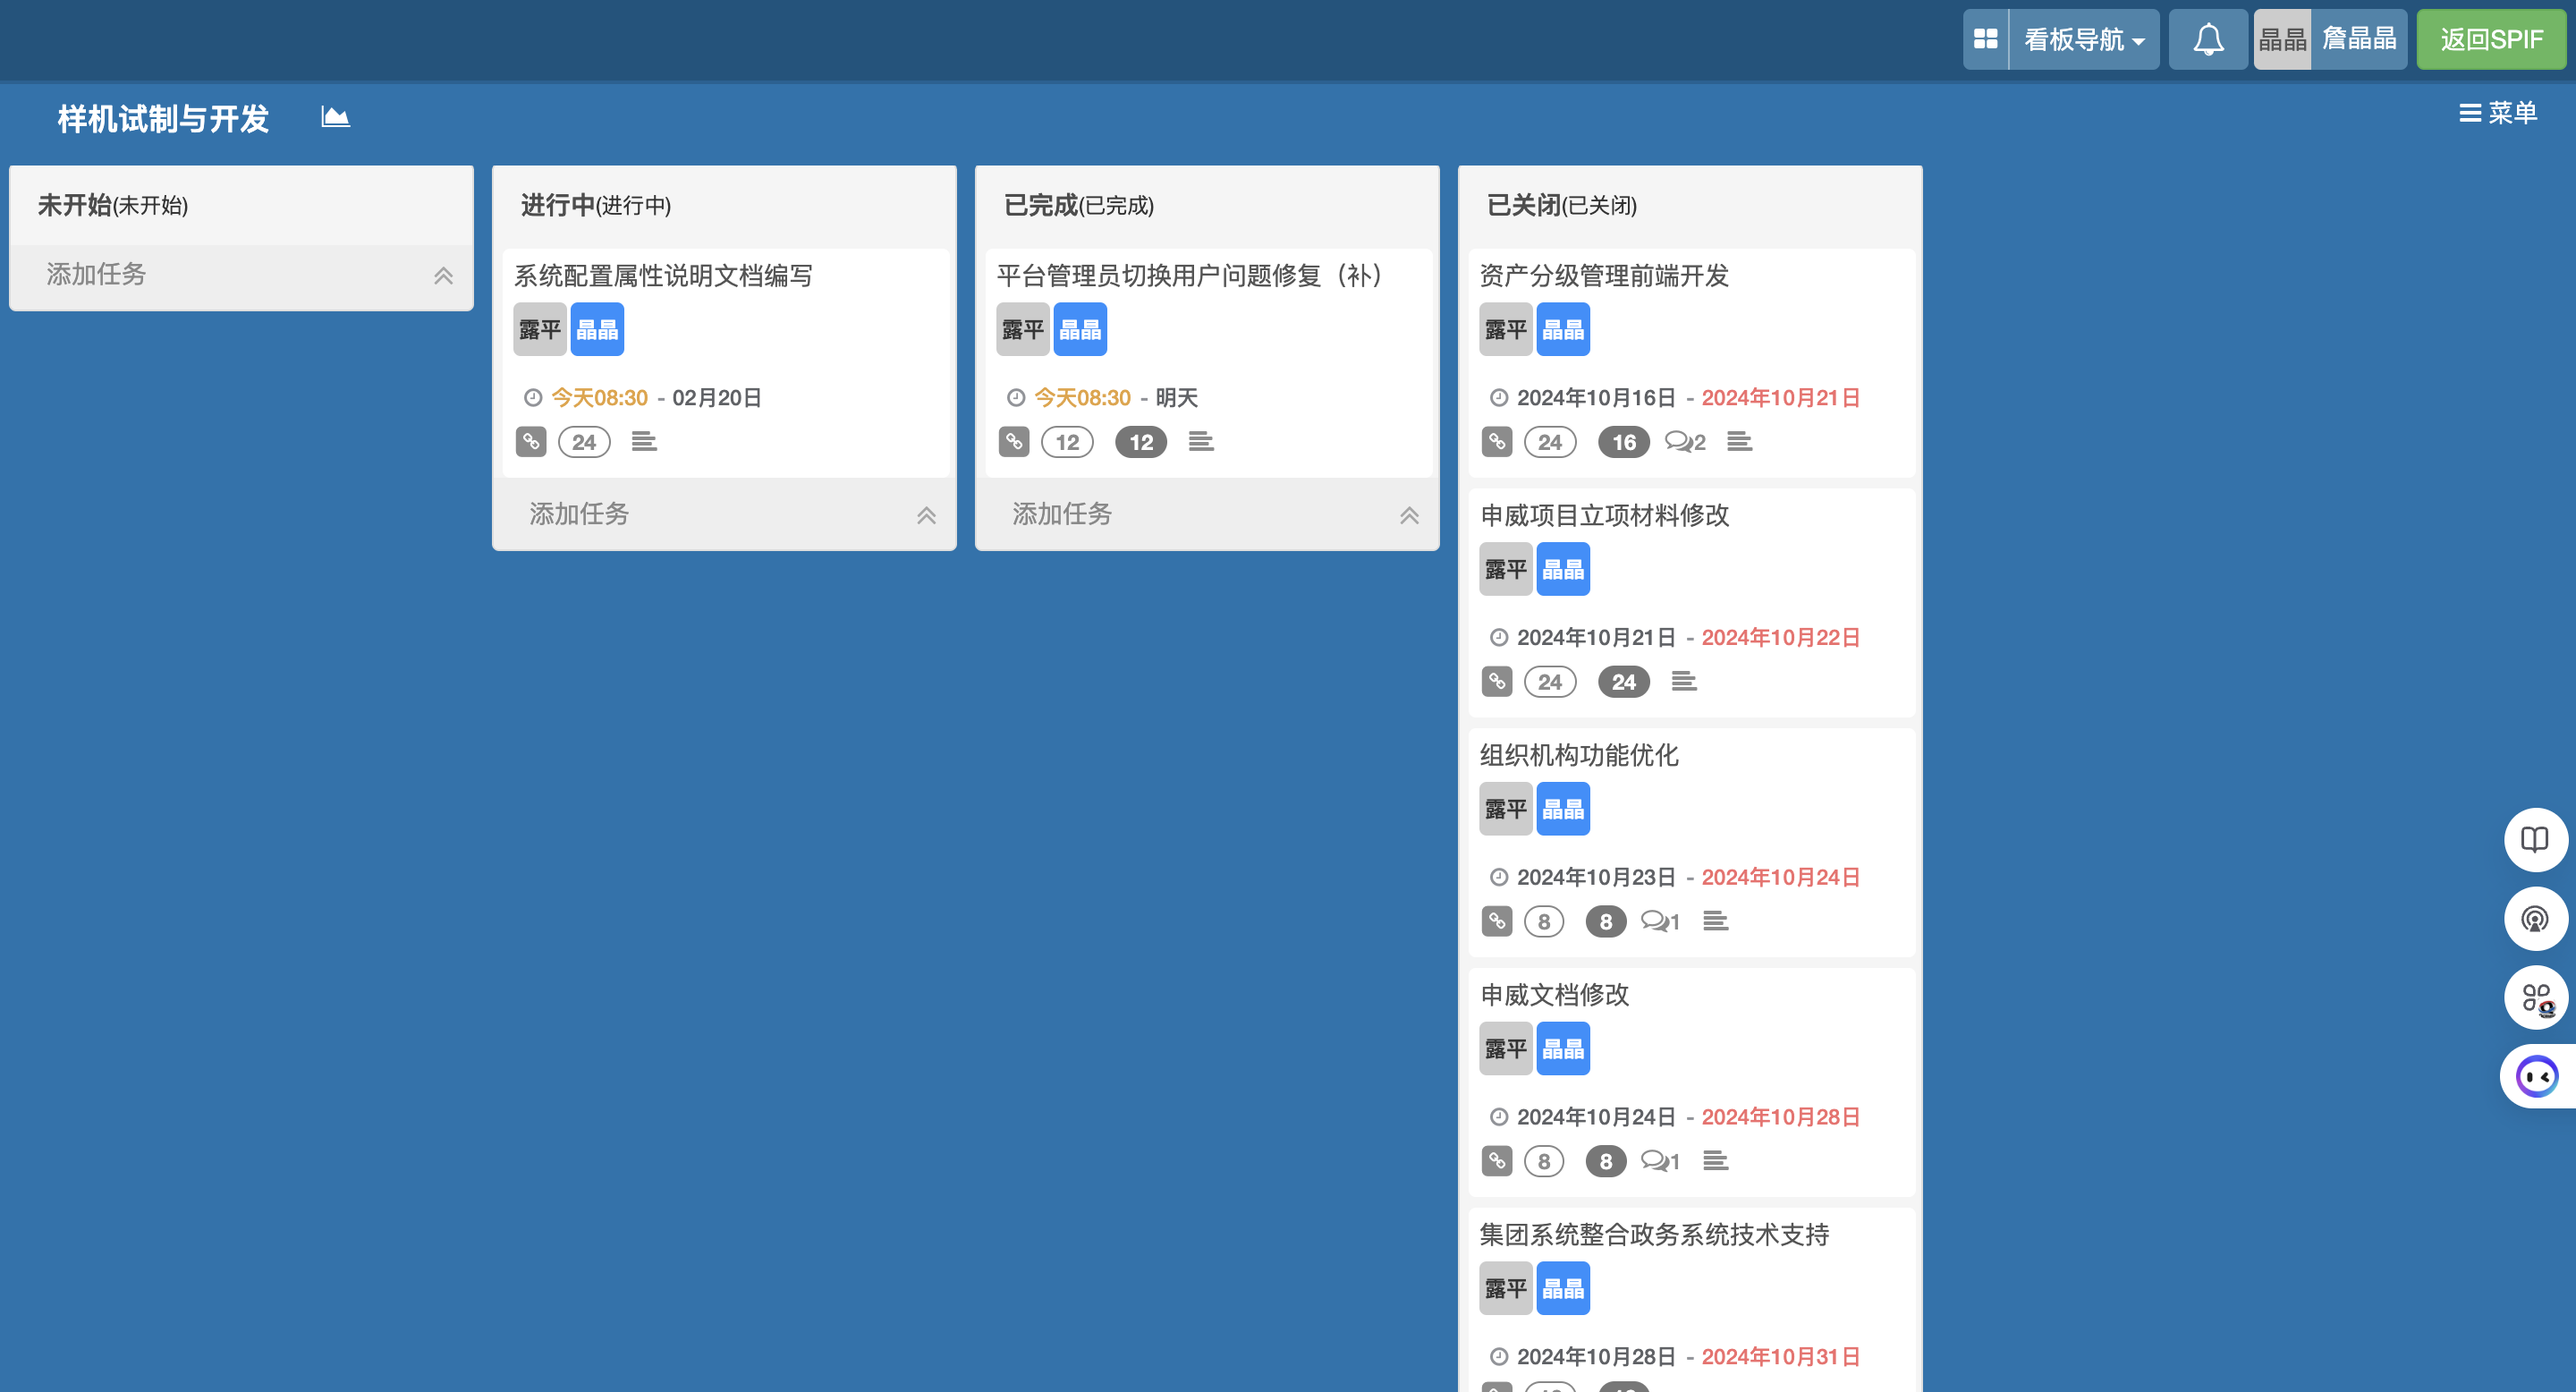 看板导航
晶晶 詹晶晶
返回SPIF
样机试制与开发
菜单
未开始(未开始)
添加任务
进行中(进行中)
系统配置属性说明文档编写
露平 晶晶
今天08:30 - 02月20日
24
添加任务
已完成(已完成)
平台管理员切换用户问题修复（补）
露平 晶晶
今天08:30 - 明天
12 12
添加任务
已关闭(已关闭)
资产分级管理前端开发
露平 晶晶
2024年10月16日 - 2024年10月21日
24 16 2
申威项目立项材料修改
露平 晶晶
2024年10月21日 - 2024年10月22日
24 24
组织机构功能优化
露平 晶晶
2024年10月23日 - 2024年10月24日
8 8 1
申威文档修改
露平 晶晶
2024年10月24日 - 2024年10月28日
8 8 1
集团系统整合政务系统技术支持
露平 晶晶
2024年10月28日 - 2024年10月31日